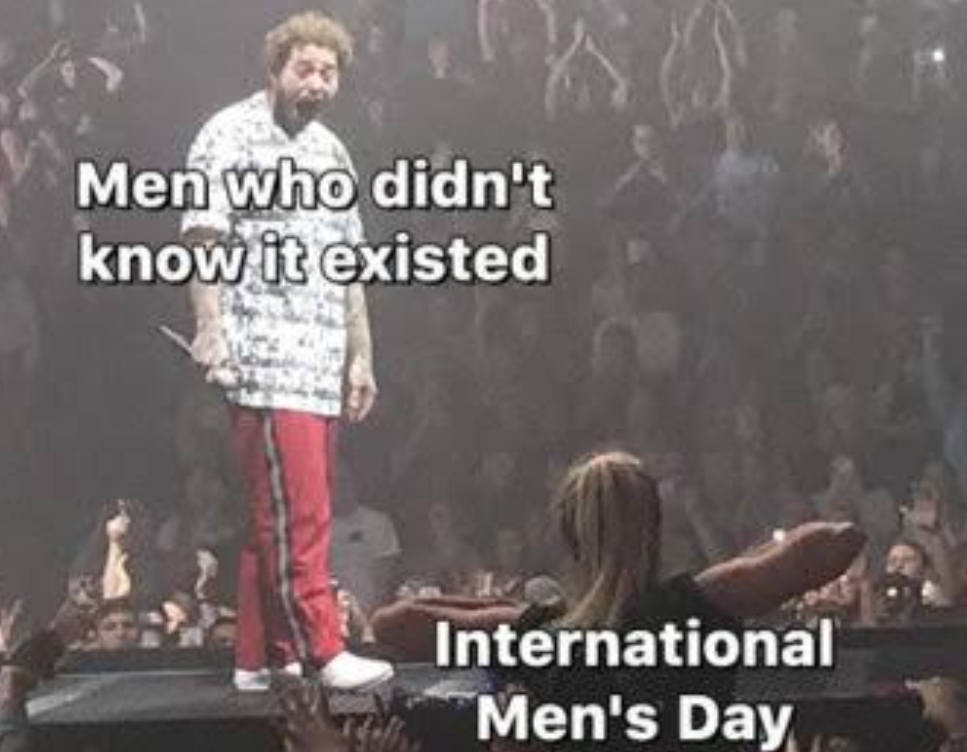 Men who didn't
know it existed
International
Men's Day